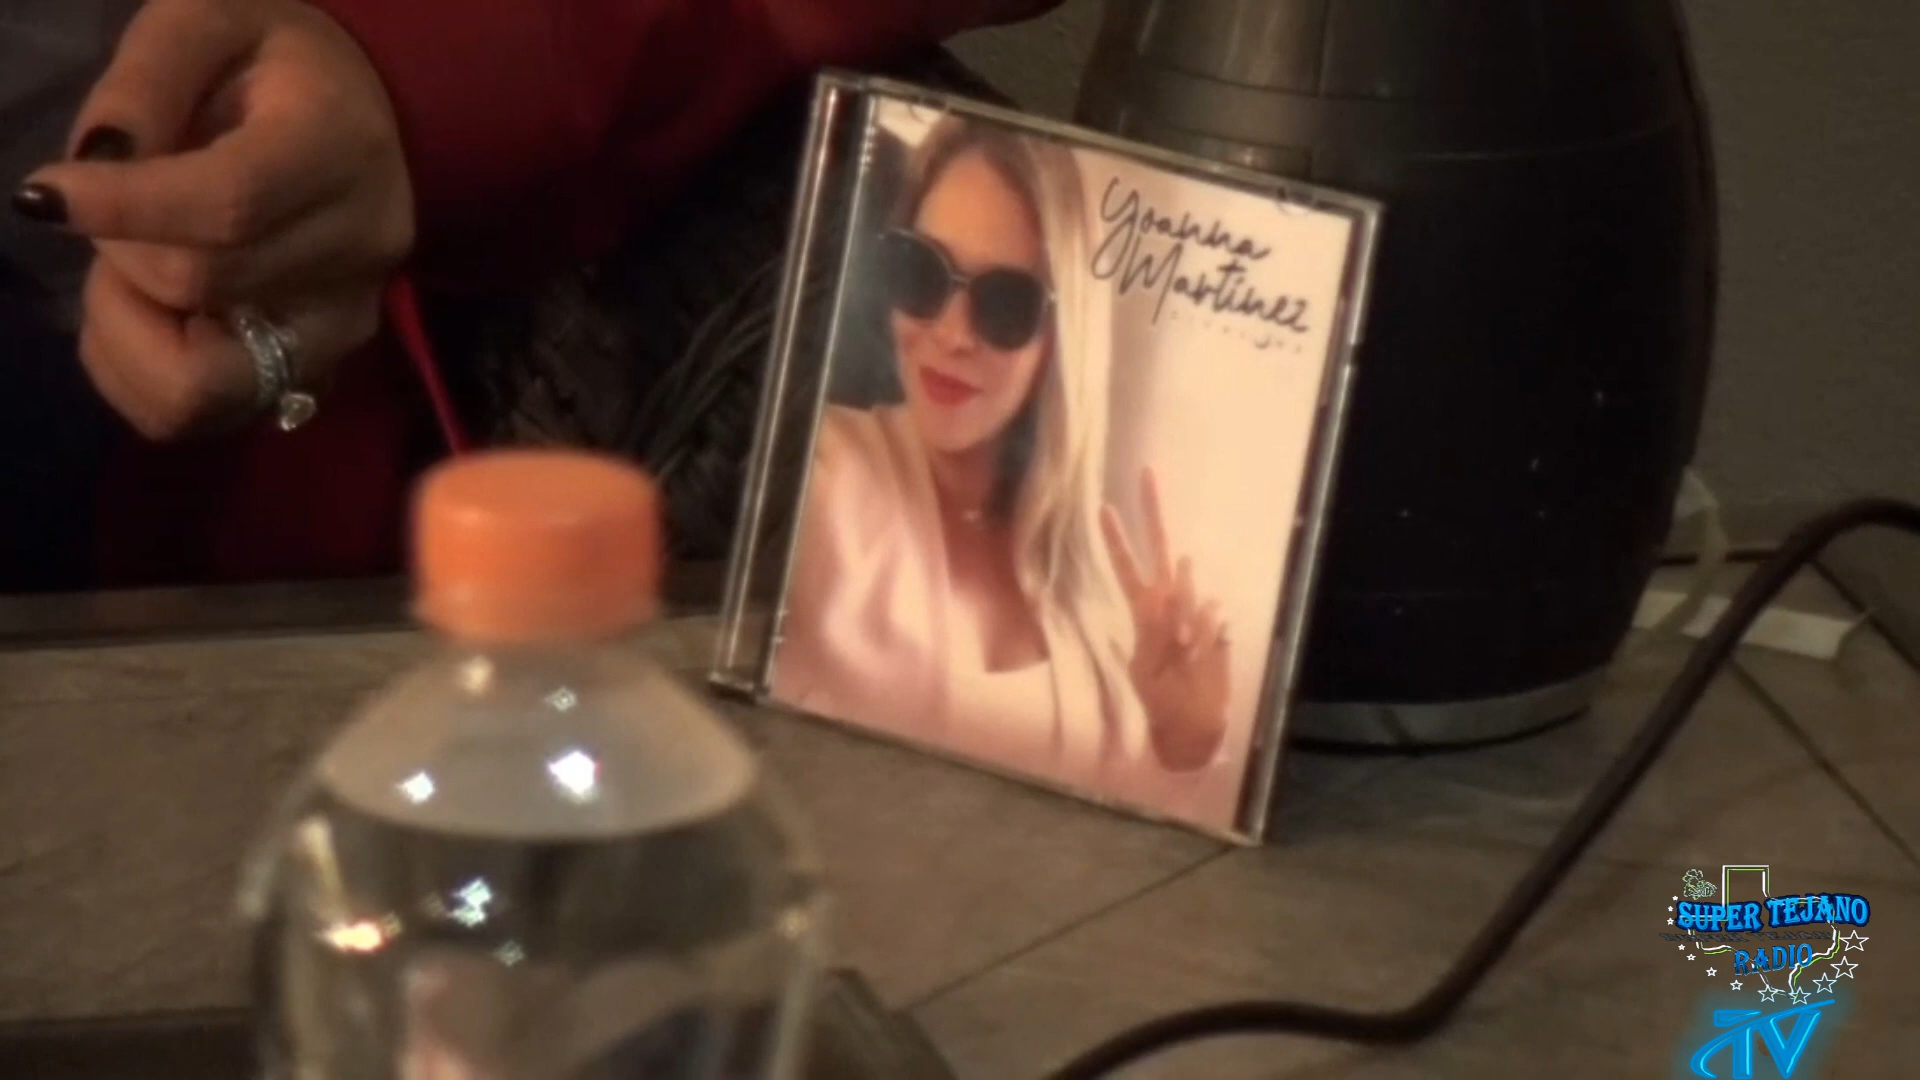 Yoanna
Martinez
SUPER TEJANO
RADIO
TV